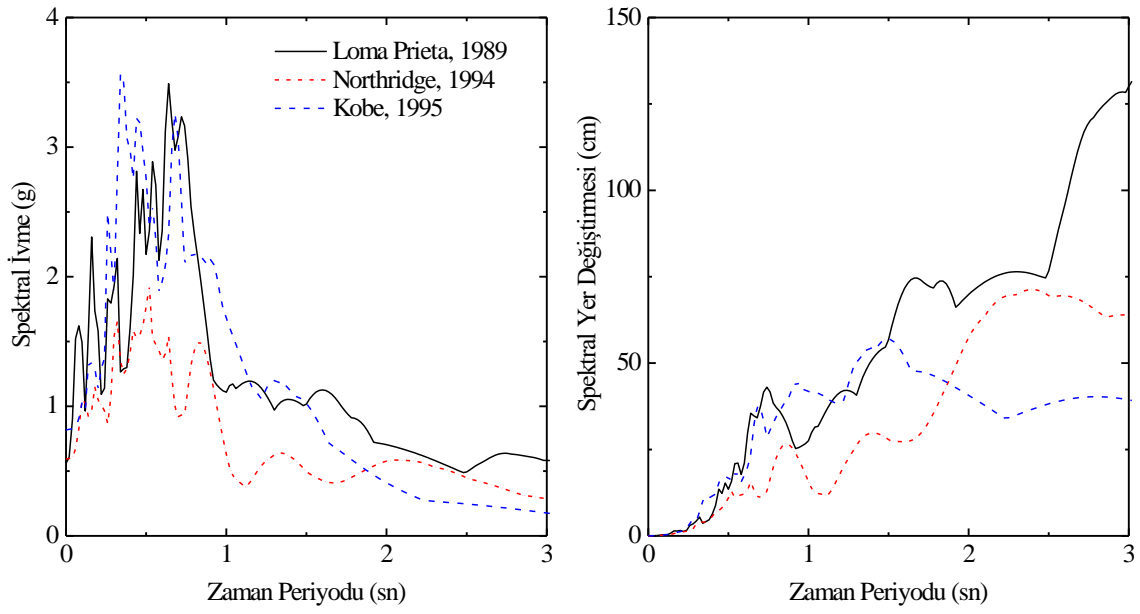 4
3
2
1
0
0
1
2
3
Spektral İvme (g)
Zaman Periyodu (sn)
Loma Prieta, 1989
Northridge, 1994
Kobe, 1995
150
100
50
0
0
1
2
3
Spektral Yer Değiştirmesi (cm)
Zaman Periyodu (sn)